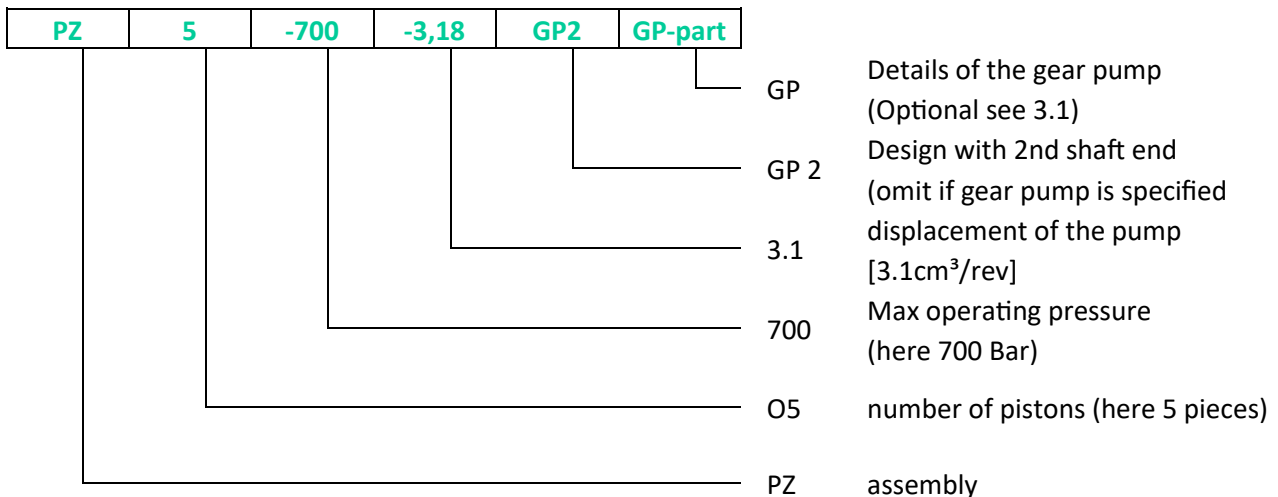 PZ 5 -700 -3,18 GP2 GP-part
GP Details of the gear pump
(Optional see 3.1)
GP 2 Design with 2nd shaft end
(omit if gear pump is specified
3.1 displacement of the pump
[3.1cm³/rev]
700 Max operating pressure
(here 700 Bar)
O5 number of pistons (here 5 pieces)
PZ assembly